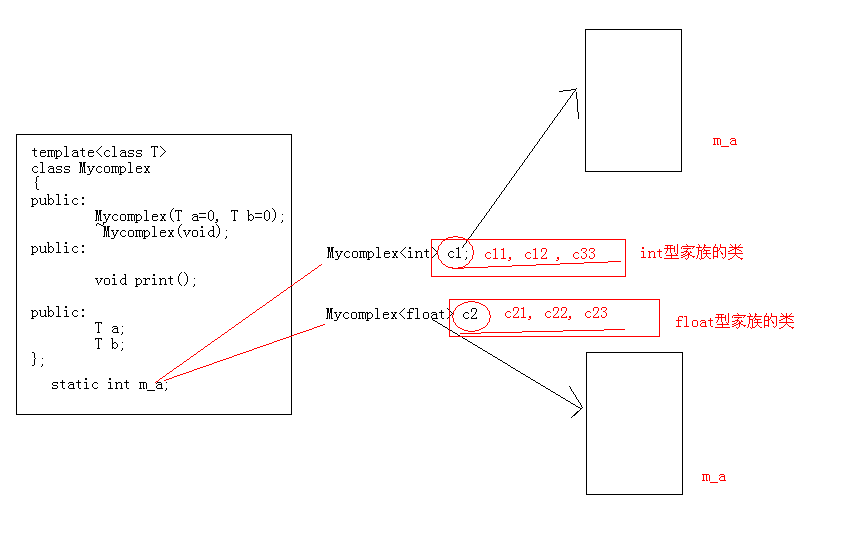 template<class T>
class Mycomplex
{
public:
Mycomplex(T a=0, T b=0);
~Mycomplex(void);
public:
void print();
public:
T a;
T b;
};
static int m_a;
Mycomplex<int> c1; c11, c12 , c33
int型家族的类
Mycomplex<float> c2 c21, c22, c23
float型家族的类
m_a
m_a